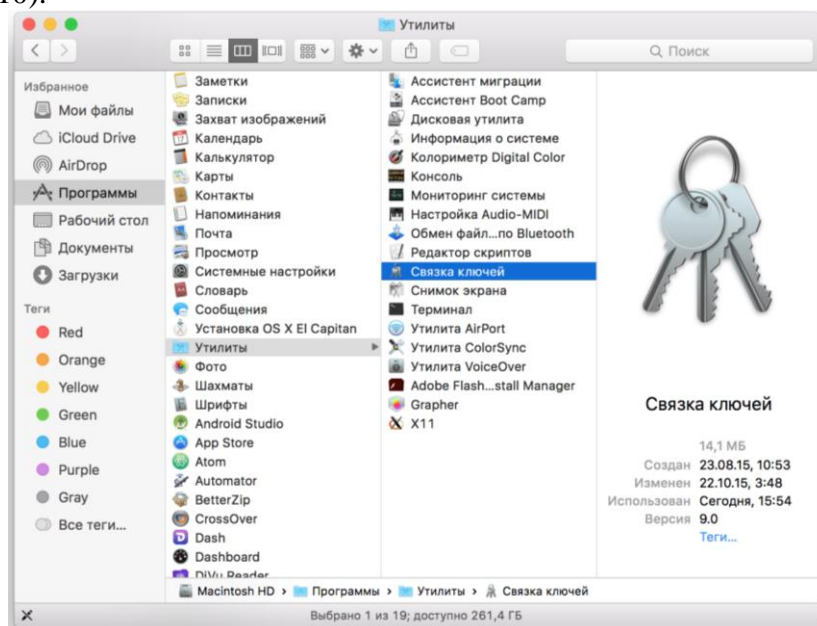 16).
Утилиты
Поиск
Избранное
Мои файлы
iCloud Drive
AirDrop
Программы
Рабочий стол
Документы
Загрузки
Теги
Red
Orange
Yellow
Green
Blue
Purple
Gray
Все теги...
Заметки
Записки
Захват изображений
Календарь
Калькулятор
Карты
Контакты
Напоминания
Почта
Просмотр
Системные настройки
Словарь
Сообщения
Установка OS X El Capitan
Утилиты
Фото
Шахматы
Шрифты
Android Studio
App Store
Atom
Automator
BetterZip
CrossOver
Dash
Dashboard
DjVu Reader
Ассистент миграции
Ассистент Boot Camp
Дисковая утилита
Информация о системе
Колориметр Digital Color
Консоль
Мониторинг системы
Настройка Audio-MIDI
Обмен файл...по Bluetooth
Редактор скриптов
Связка ключей
Снимок экрана
Терминал
Утилита AirPort
Утилита ColorSync
Утилита VoiceOver
Adobe Flash...stall Manager
Grapher
X11
Связка ключей
14,1 МБ
Создан 23.08.15, 10:53
Изменен 22.10.15, 3:48
Использован Сегодня, 15:54
Версия 9.0
Теги...
Macintosh HD › Программы › Утилиты › Связка ключей
Выбрано 1 из 19; доступно 261,4 ГБ